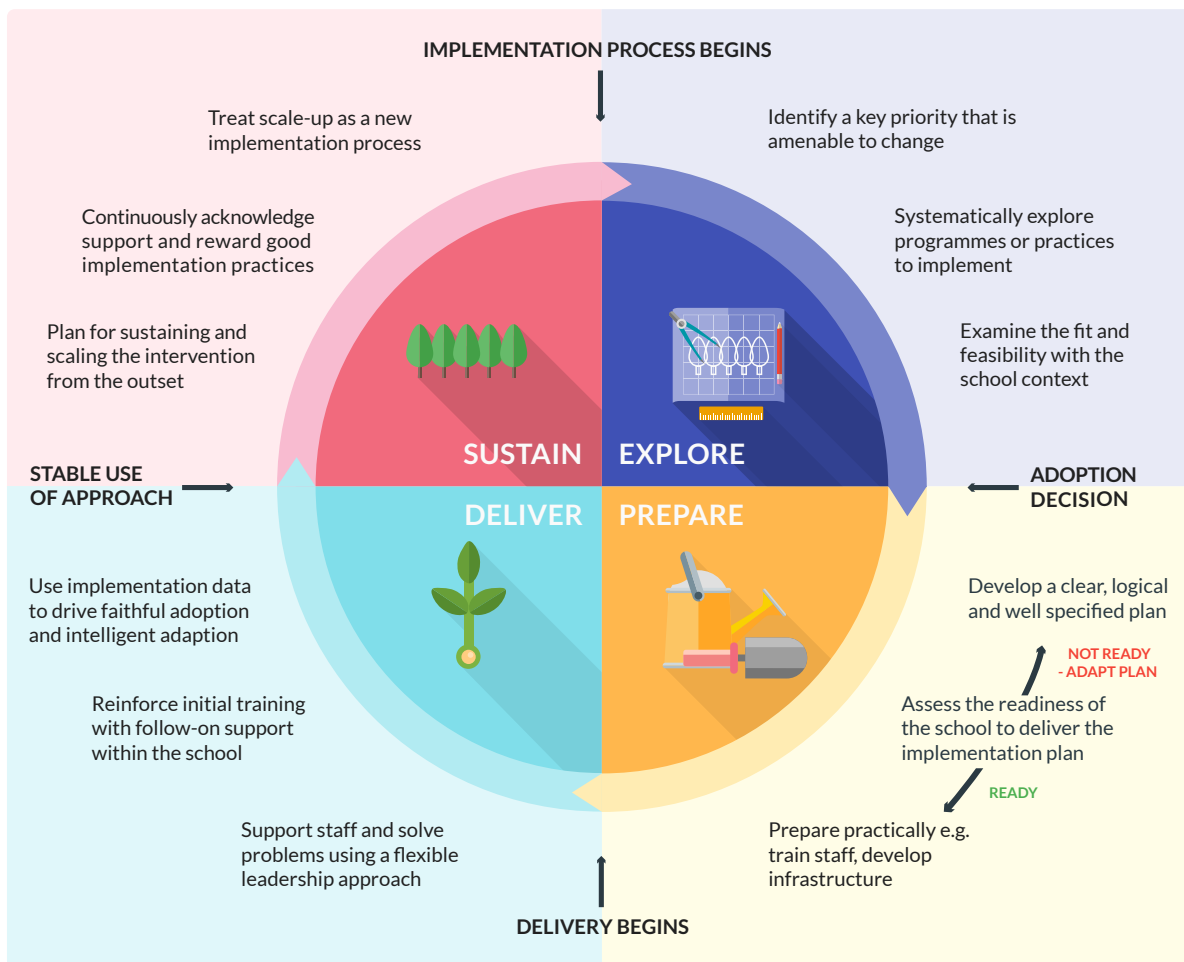 IMPLEMENTATION PROCESS BEGINS
Identify a key priority that is
amenable to change
Systematically explore
programmes or practices
to implement
Examine the fit and
feasibility with the
school context
EXPLORE
ADOPTION
DECISION
PREPARE
Develop a clear, logical
and well specified plan
NOT READY
- ADAPT PLAN
Assess the readiness of
the school to deliver the
implementation plan
READY
Prepare practically e.g.
train staff, develop
infrastructure
DELIVERY BEGINS
DELIVER
Support staff and solve
problems using a flexible
leadership approach
Reinforce initial training
with follow-on support
within the school
Use implementation data
to drive faithful adoption
and intelligent adaption
STABLE USE
OF APPROACH
SUSTAIN
Plan for sustaining and
scaling the intervention
from the outset
Continuously acknowledge
support and reward good
implementation practices
Treat scale-up as a new
implementation process